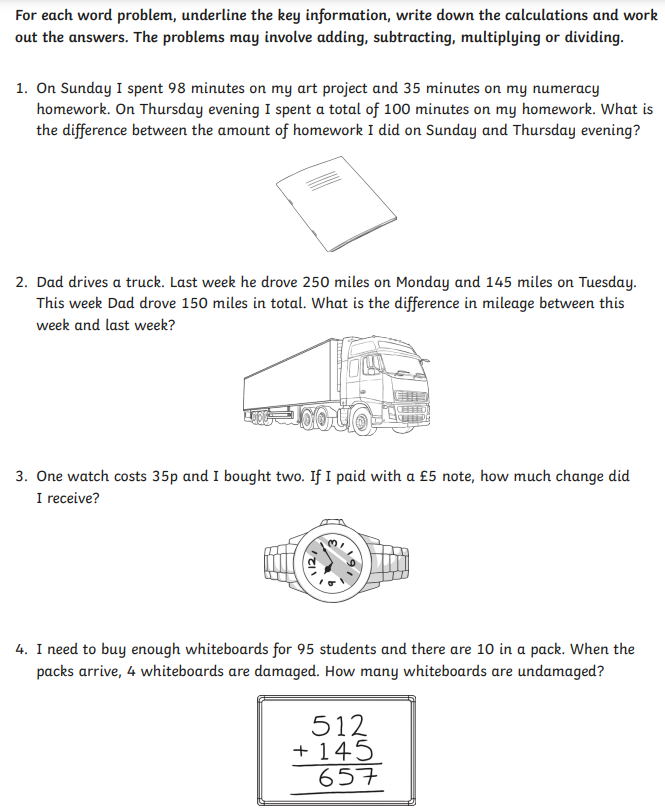 For each word problem, underline the key information, write down the calculations and work
out the answers. The problems may involve adding, subtracting, multiplying or dividing.
1. On Sunday I spent 98 minutes on my art project and 35 minutes on my numeracy
homework. On Thursday evening I spent a total of 100 minutes on my homework. What is
the difference between the amount of homework I did on Sunday and Thursday evening?
2. Dad drives a truck. Last week he drove 250 miles on Monday and 145 miles on Tuesday.
This week Dad drove 150 miles in total. What is the difference in mileage between this
week and last week?
3. One watch costs 35p and I bought two. If I paid with a £5 note, how much change did
I receive?
12 3 6 9
4. I need to buy enough whiteboards for 95 students and there are 10 in a pack. When the
packs arrive, 4 whiteboards are damaged. How many whiteboards are undamaged?
512
+ 145
657